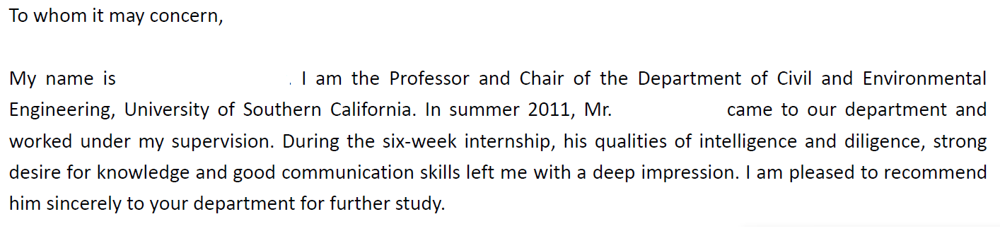 To whom it may concern,
My name is . I am the Professor and Chair of the Department of Civil and Environmental
Engineering, University of Southern California. In summer 2011, Mr. came to our department and
worked under my supervision. During the six-week internship, his qualities of intelligence and diligence, strong
desire for knowledge and good communication skills left me with a deep impression. I am pleased to recommend
him sincerely to your department for further study.